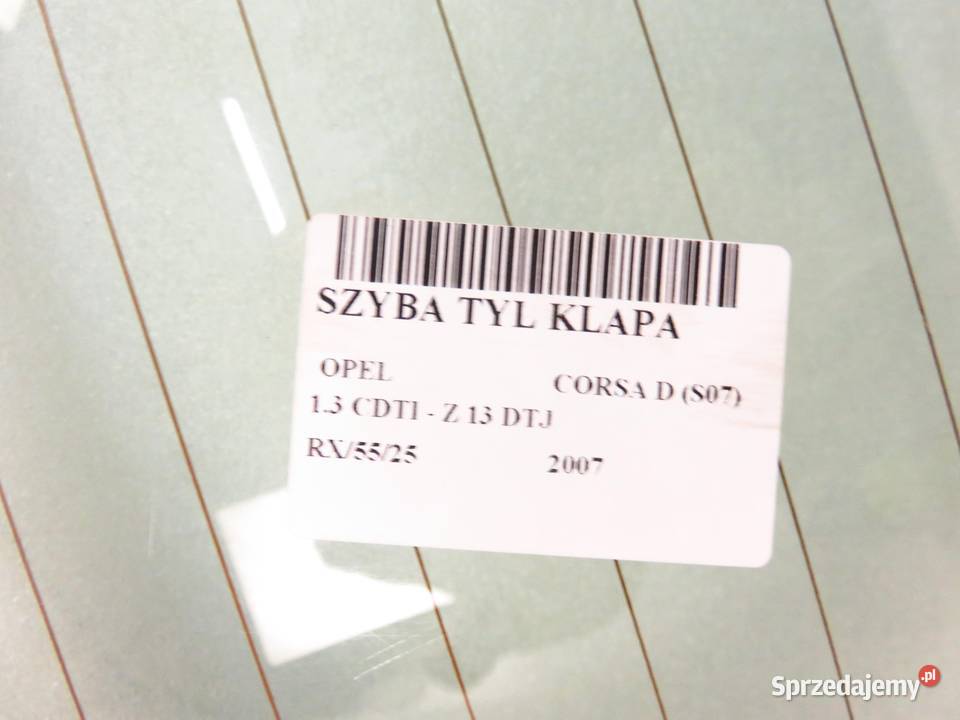 SZYBA TYL KLAPA
OPEL CORSA D (S07)
1.3 CDTI - Z 13 DTJ
RX/55/25 2007
Sprzedajemy.pl